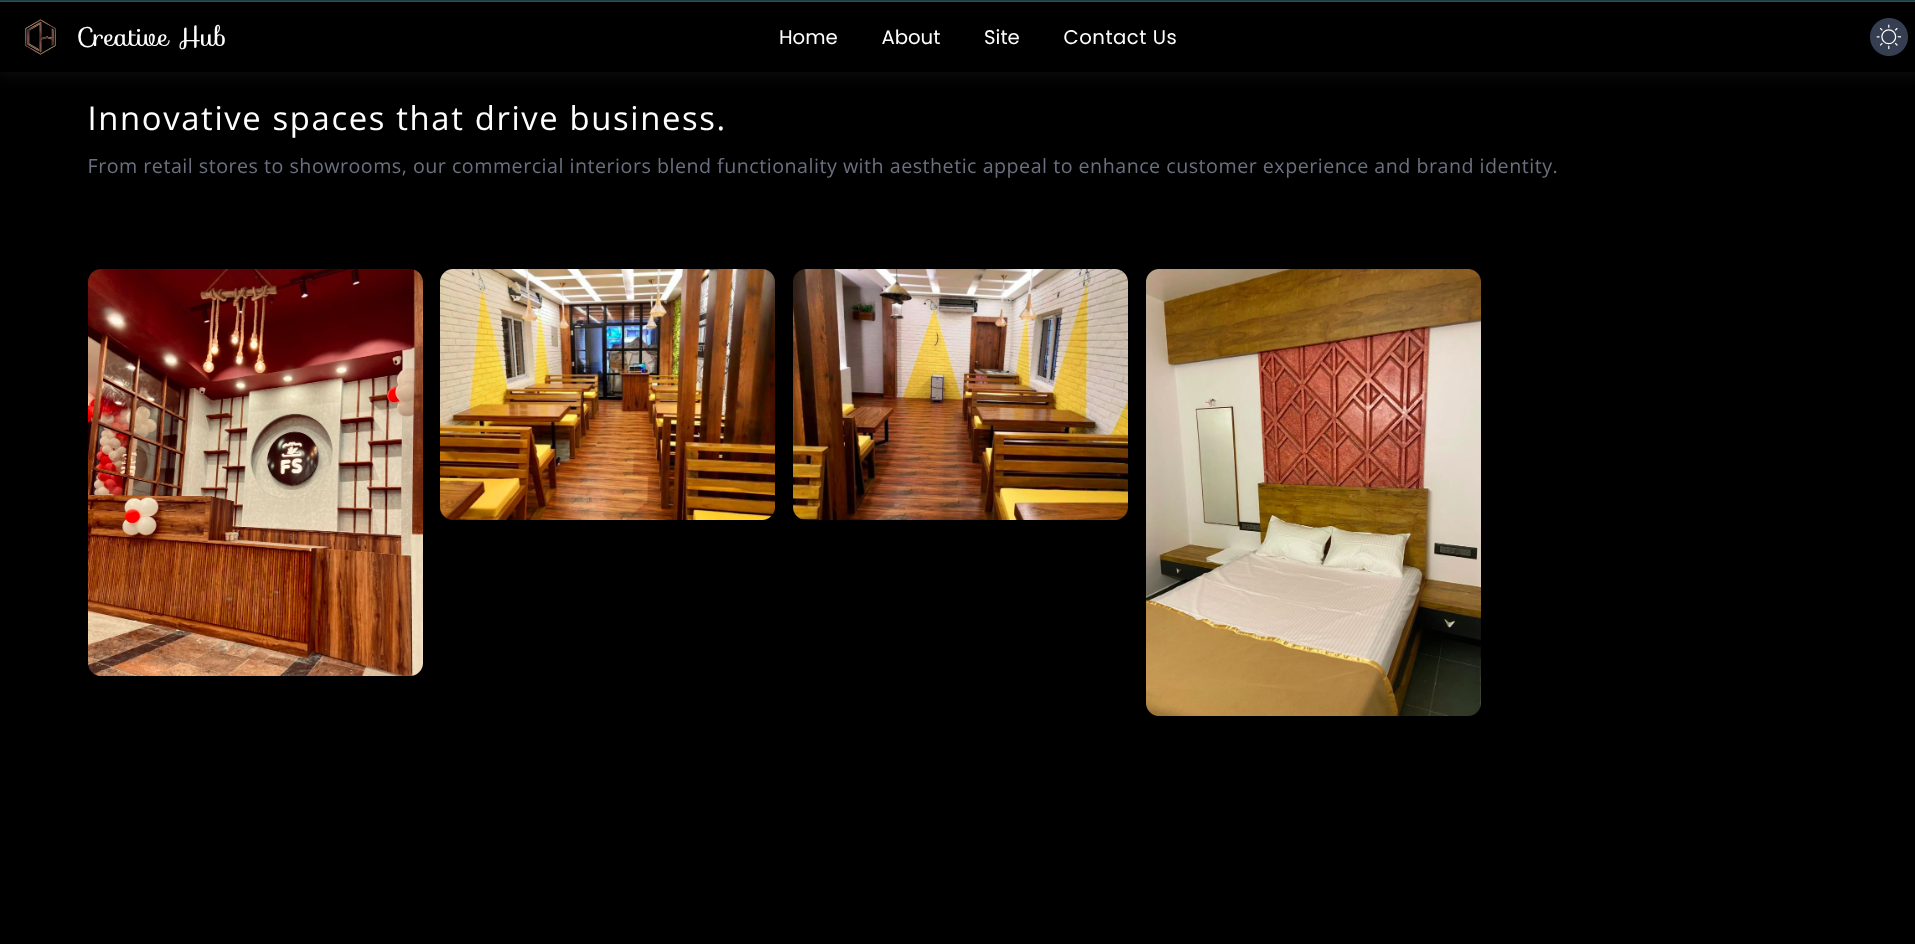 Creative Hub
Home
About
Site
Contact Us
Innovative spaces that drive business.
From retail stores to showrooms, our commercial interiors blend functionality with aesthetic appeal to enhance customer experience and brand identity.
FS